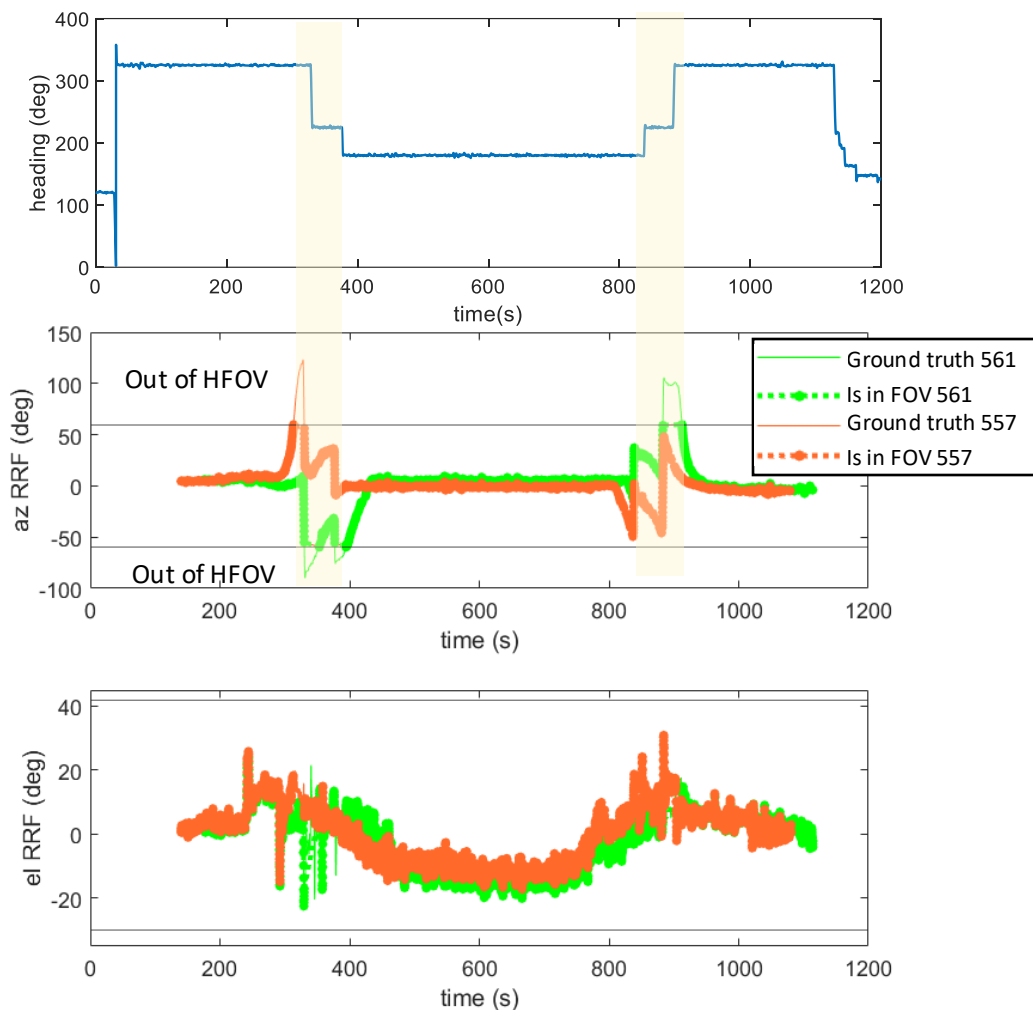 400
300
200
100
0
heading (deg)
0 200 400 600 800 1000 1200
time(s)
150
100
50
0
-50
-100
az RRF (deg)
Out of HFOV
Out of HFOV
Ground truth 561
Is in FOV 561
Ground truth 557
Is in FOV 557
0 200 400 600 800 1000 1200
time (s)
40
20
0
-20
el RRF (deg)
0 200 400 600 800 1000 1200
time (s)